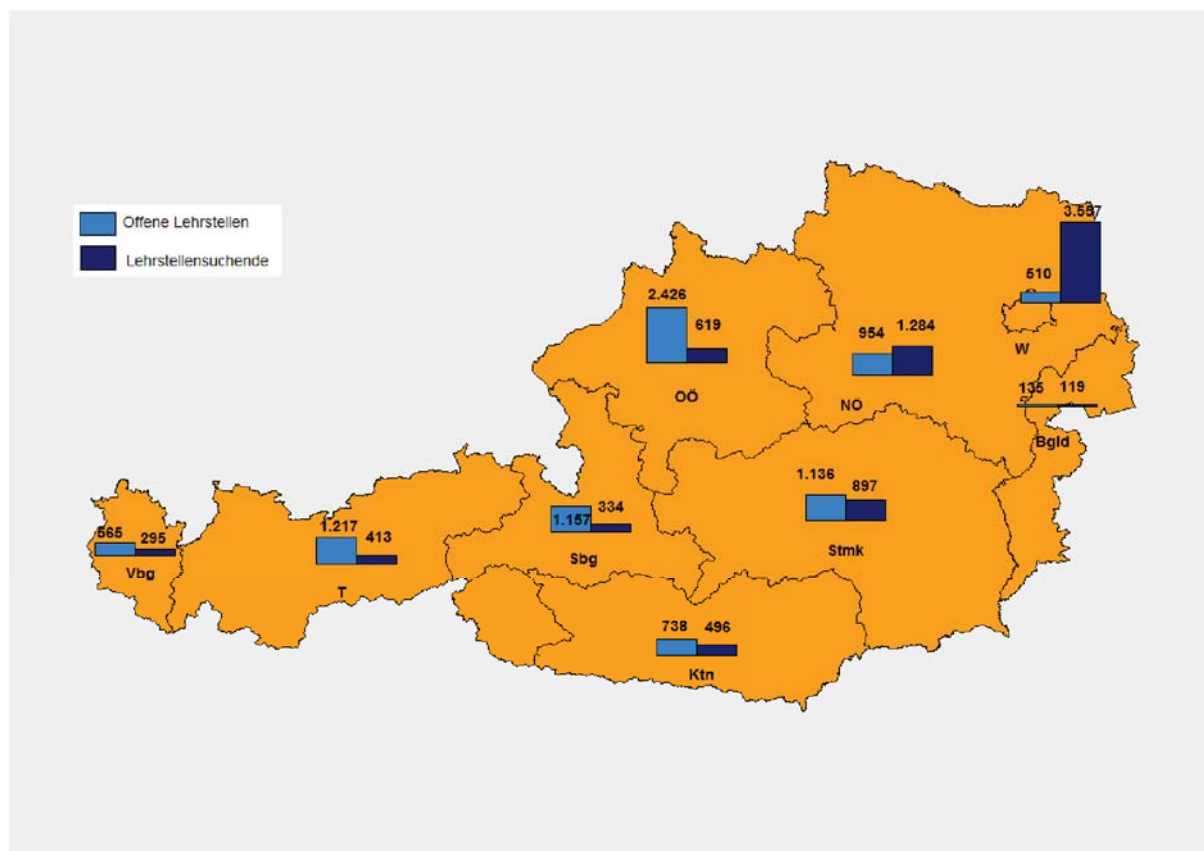 Offene Lehrstellen
Lehrstellensuchende
3.557
510
W
2.426
619
OÖ
954
1.284
NÖ
135
119
Bgld
1.136
897
Stmk
1.157
334
Sbg
1.217
413
T
565
295
Vbg
738
496
Ktn